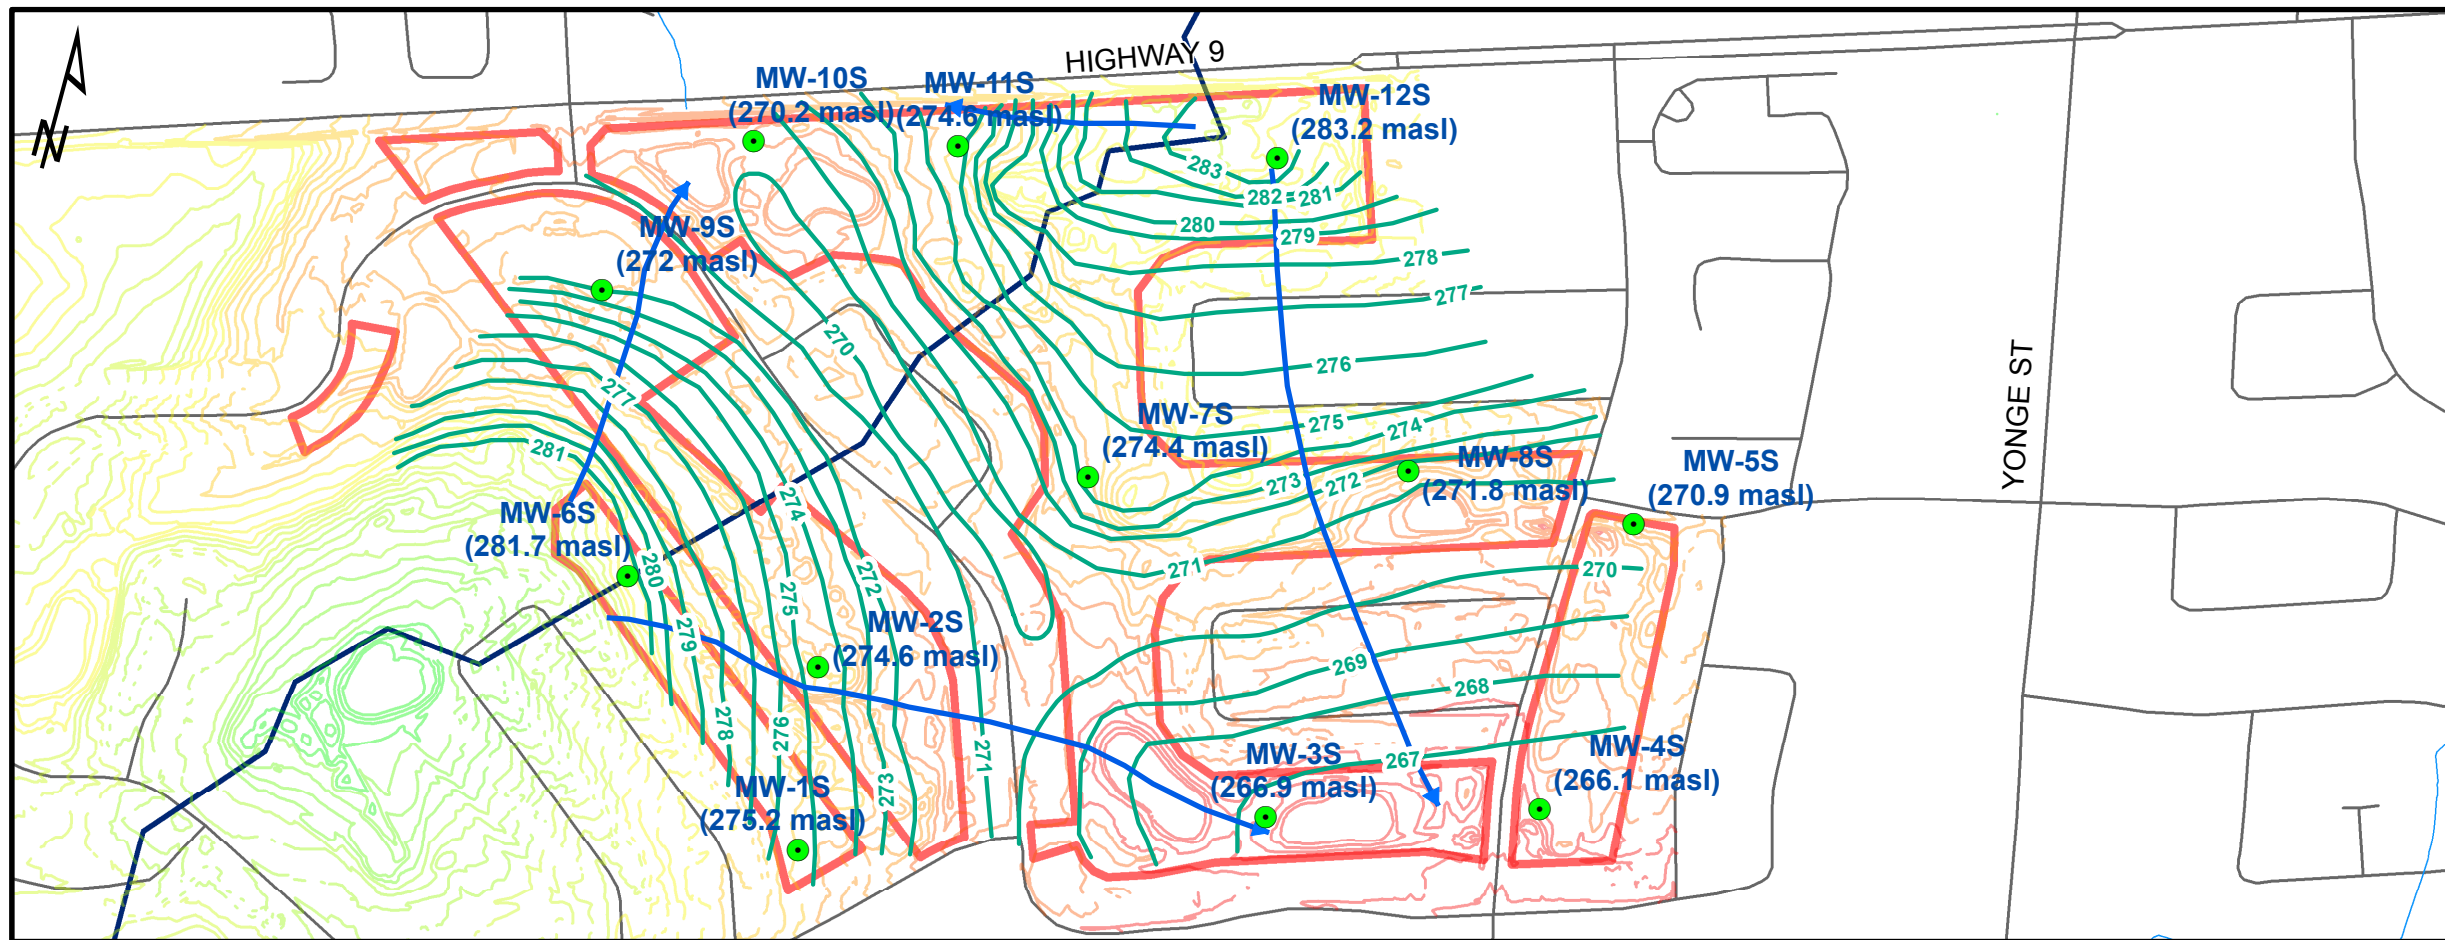 HIGHWAY 9
MW-10S
(270.2 masl)
MW-11S
(274.6 masl)
MW-12S
(283.2 masl)
N
283
282
281
280
279
278
277
276
275
274
273
272
271
270
269
268
267
MW-9S
(272 masl)
270
277
281
MW-7S
(274.4 masl)
MW-8S
(271.8 masl)
MW-5S
(270.9 masl)
YONGE ST
MW-6S
(281.7 masl)
280
279
278
276
275
274
273
272
271
MW-2S
(274.6 masl)
MW-1S
(275.2 masl)
MW-3S
(266.9 masl)
MW-4S
(266.1 masl)